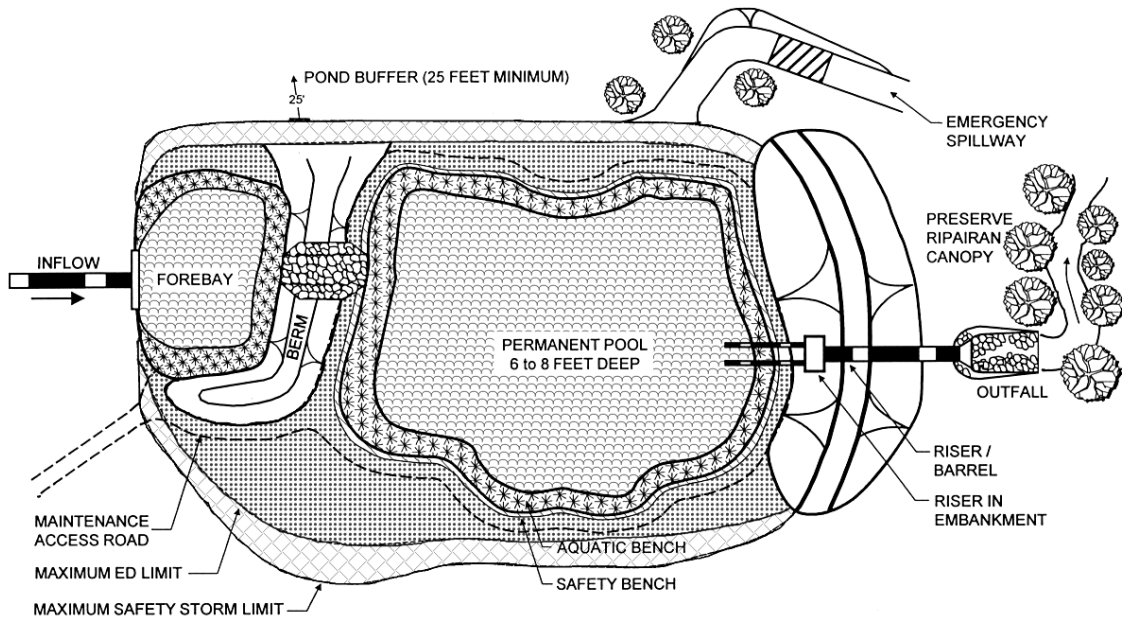 POND BUFFER (25 FEET MINIMUM)
25'
EMERGENCY
SPILLWAY
PRESERVE
RIPAIRAN
CANOPY
INFLOW
FOREBAY
BERM
PERMANENT POOL
6 to 8 FEET DEEP
OUTFALL
RISER /
BARREL
RISER IN
EMBANKMENT
MAINTENANCE
ACCESS ROAD
AQUATIC BENCH
MAXIMUM ED LIMIT
SAFETY BENCH
MAXIMUM SAFETY STORM LIMIT